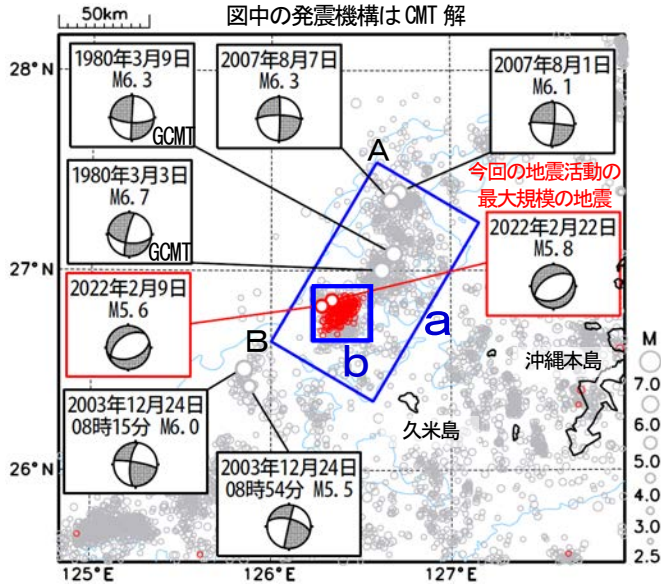 50km
図中の発震機構は CMT 解
28°N
1980年3月9日
M6.3
GCMT
2007年8月7日
M6.3
2007年8月1日
M6.1
A
今回の地震活動の
最大規模の地震
1980年3月3日
M6.7
GCMT
2022年2月22日
M5.8
27°N
2022年2月9日
M5.6
a
B
b
沖縄本島
M
7.0
6.0
5.0
4.0
3.0
2.5
2003年12月24日
08時15分 M6.0
久米島
26°N
2003年12月24日
08時54分 M5.5
125°E
126°E
127°E